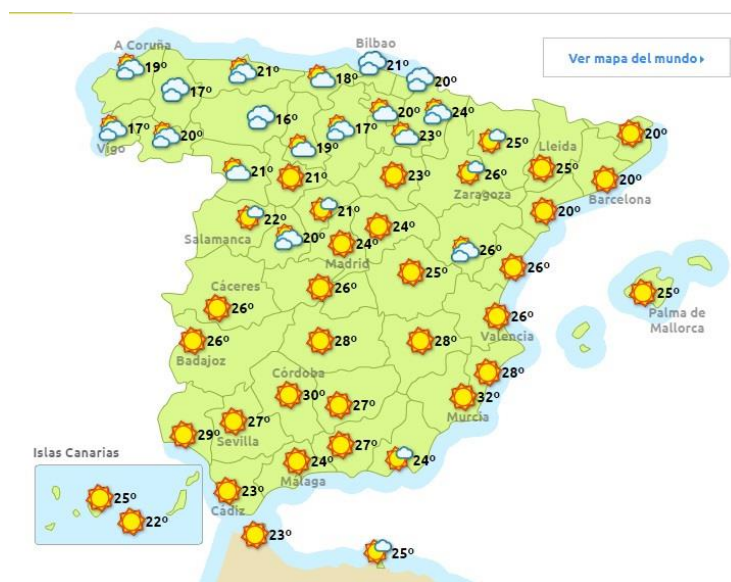 A Coruña
Bilbao
Ver mapa del mundo
19º
21º
18º
21º
20º
17º
16º
17º
20º
24º
17º
Vigo
20º
19º
23º
25º
Lleida
20º
21º
21º
23º
26º
Zaragoza
25º
20º
Barcelona
22º
Salamanca
21º
20º
24º
Madrid
24º
26º
20º
25º
26º
Cáceres
26º
26º
25º
Palma de
Mallorca
26º
Valencia
26º
Badajoz
28º
28º
Córdoba
30º
27º
28º
32º
Murcia
29º
27º
Sevilla
27º
24º
Málaga
24º
Islas Canarias
25º
22º
23º
Cádiz
23º
25º